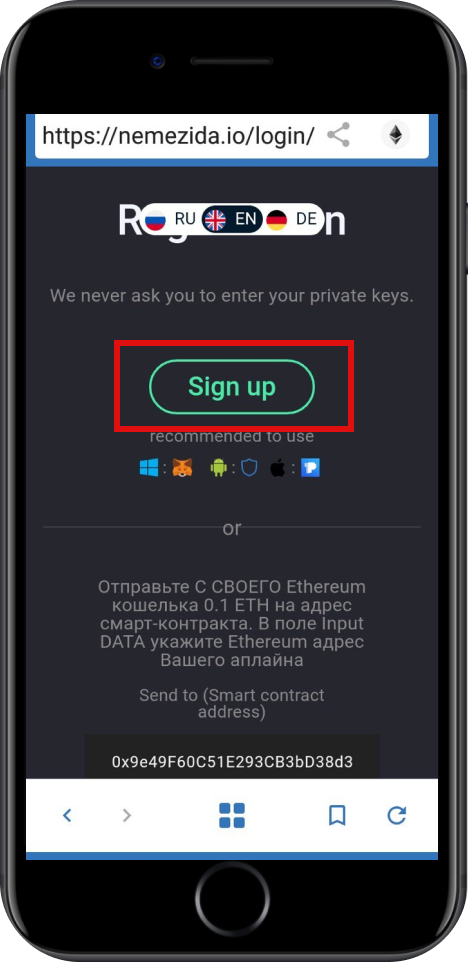 https://nemezida.io/login/
RU EN DE
We never ask you to enter your private keys.
Sign up
recommended to use
: : :
or
Отправьте С СВОЕГО Ethereum
кошелька 0.1 ETH на адрес
смарт-контракта. В поле Input
DATA укажите Ethereum адрес
Вашего аплайна
Send to (Smart contract
address)
0x9e49F60C51E293CB3bD38d3